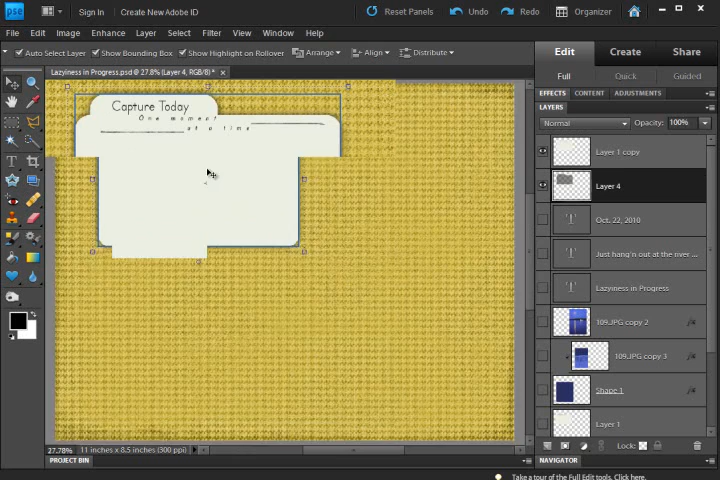 pse Sign In Create New Adobe ID Reset Panels Undo Redo Organizer
File Edit Image Enhance Layer Select Filter View Window Help
Auto Select Layer Show Bounding Box Show Highlight on Rollover Arrange Align Distribute
Edit Create Share
Lazyiness in Progress.psd @ 27.8% (Layer 4, RGB/8) * x
Full Quick Guided
EFFECTS CONTENT ADJUSTMENTS
LAYERS
Normal Opacity: 100%
Capture Today
One moment
at a time
Layer 1 copy
Layer 4
Oct. 22, 2010
Just hang'n out at the river ...
Lazyiness in Progress
109.JPG copy 2 fx
109.JPG copy 3
Shape 1 fx
Layer 1
Lock:
27.78% 11 inches x 8.5 inches (300 ppi)
PROJECT BIN
NAVIGATOR
Take a tour of the Full Edit tools. Click here.